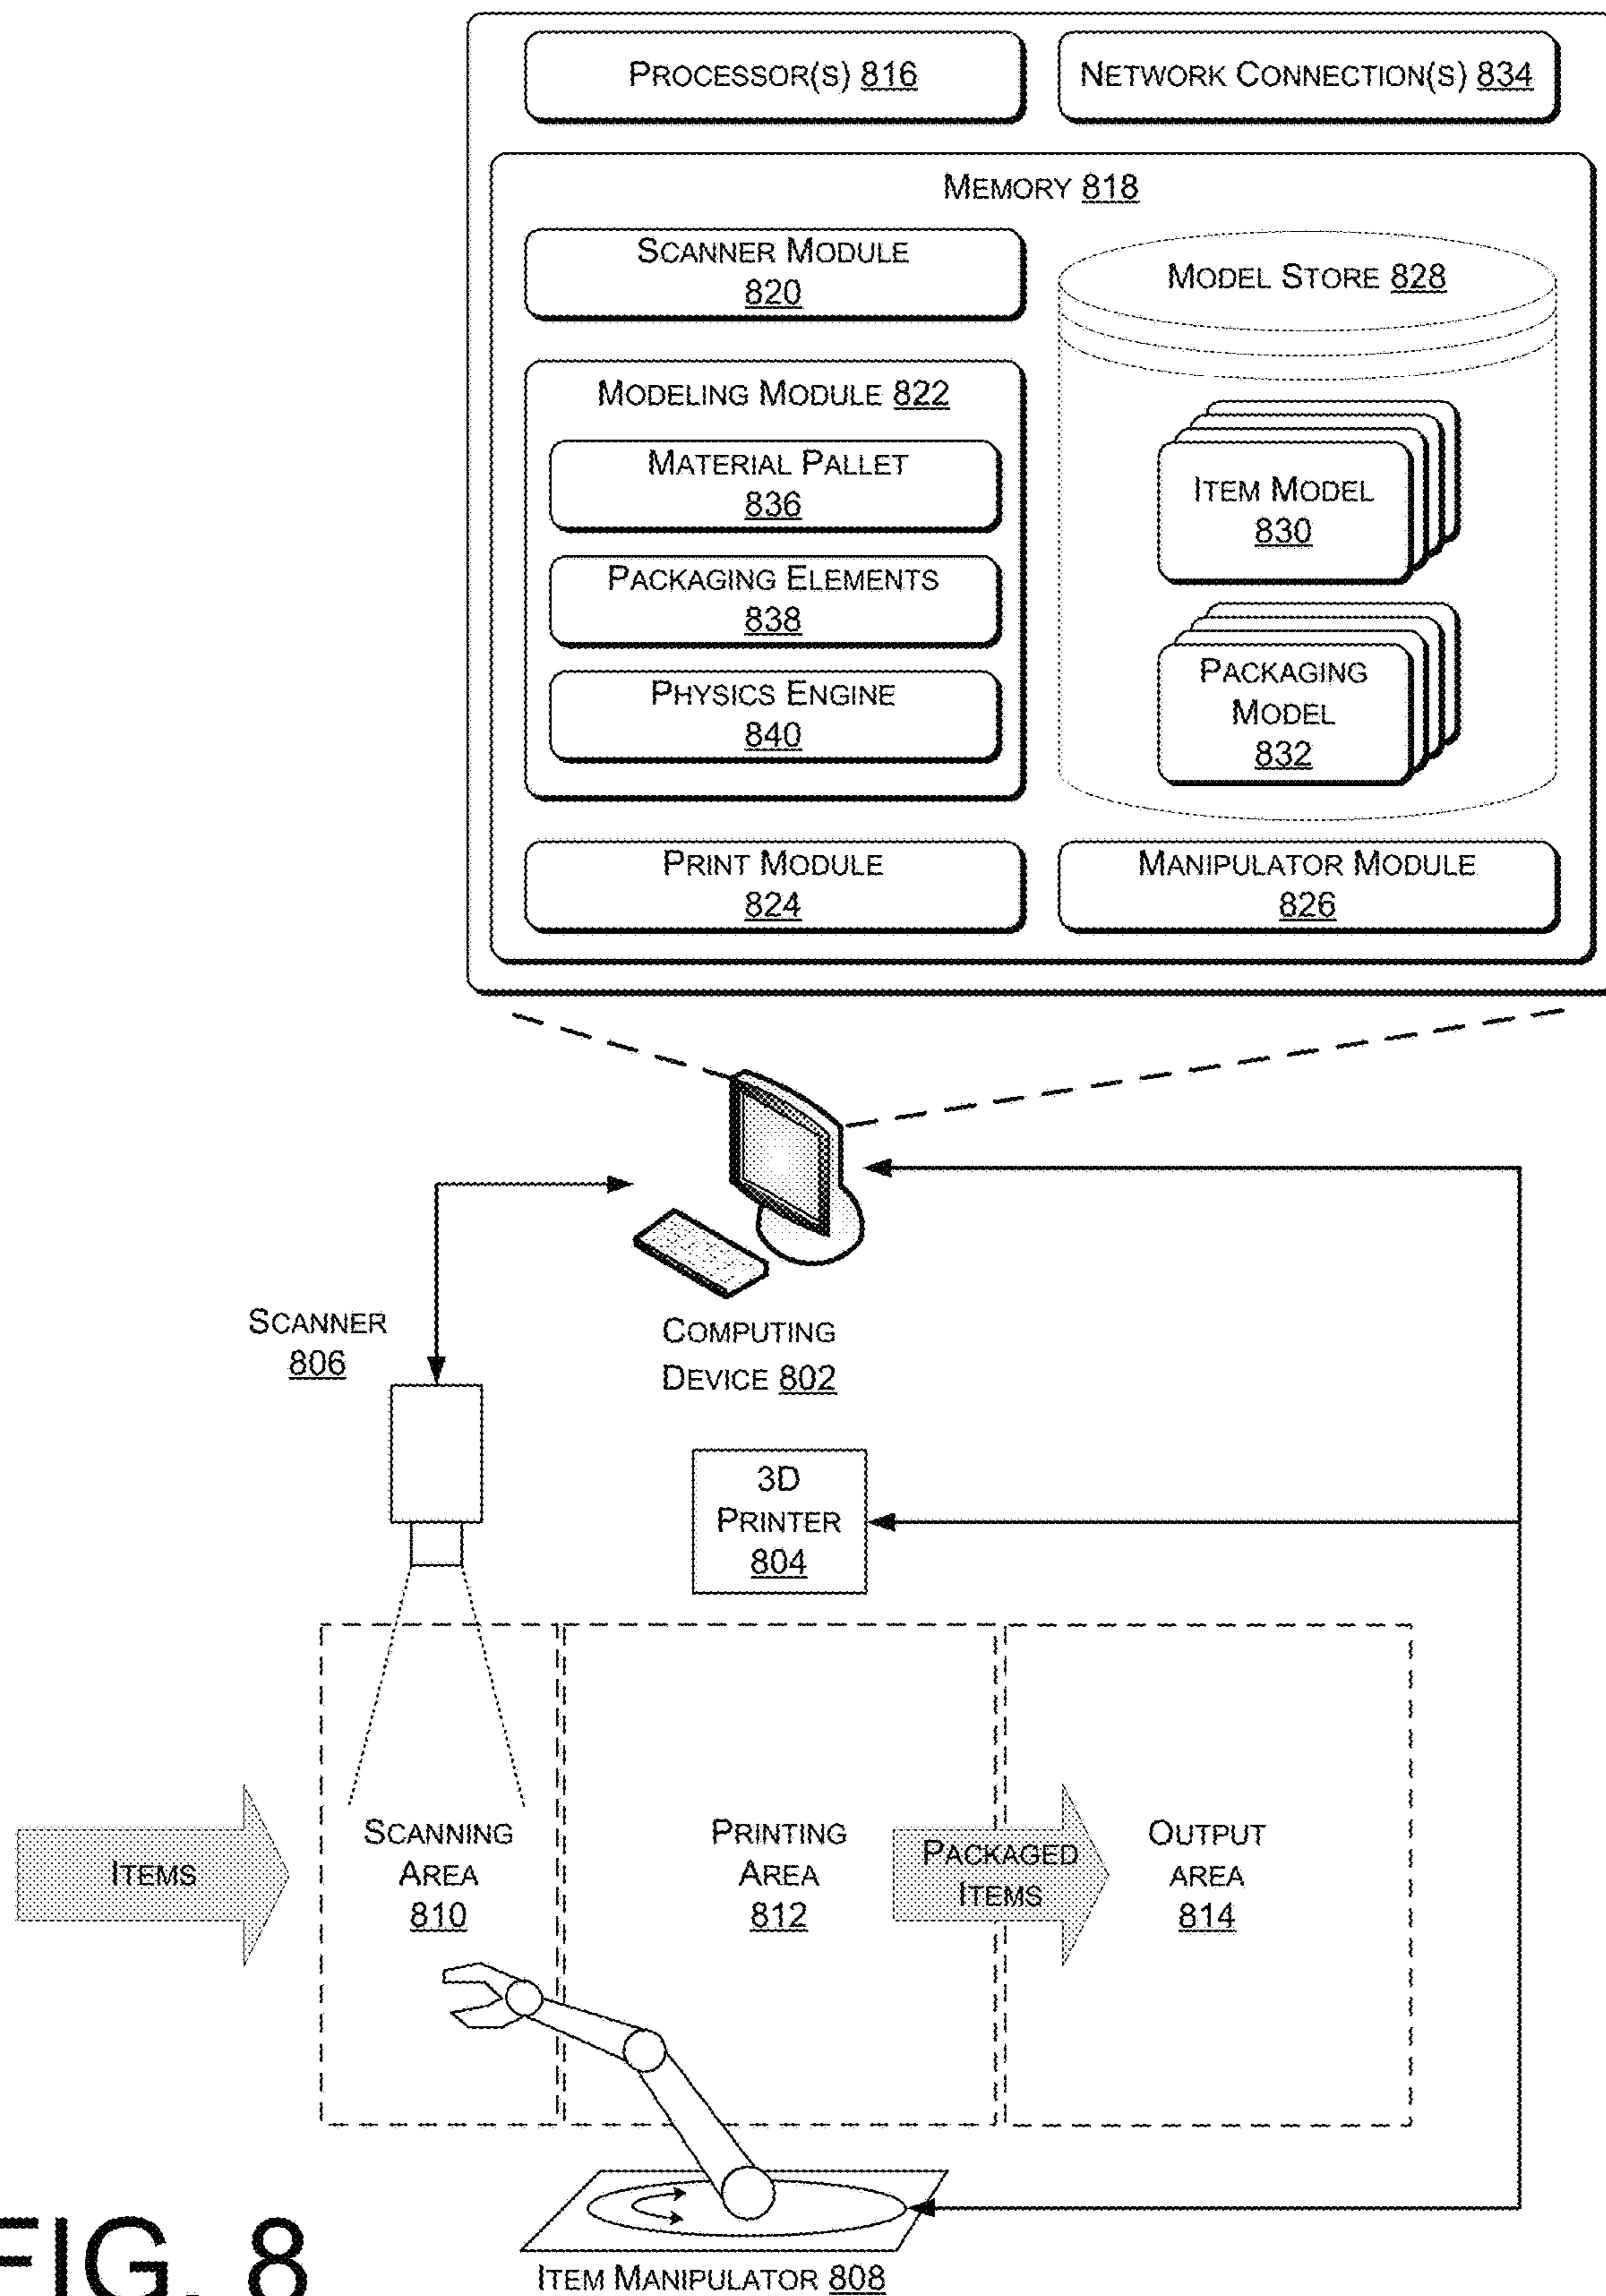 PROCESSOR(S) 816
NETWORK CONNECTION(S) 834
MEMORY 818
SCANNER MODULE
820
MODEL STORE 828
MODELING MODULE 822
MATERIAL PALLET
836
PACKAGING ELEMENTS
838
PHYSICS ENGINE
840
ITEM MODEL
830
PACKAGING
MODEL
832
PRINT MODULE
824
MANIPULATOR MODULE
826
SCANNER
806
COMPUTING
DEVICE 802
3D
PRINTER
804
ITEMS
SCANNING
AREA
810
PRINTING
AREA
812
PACKAGED
ITEMS
OUTPUT
AREA
814
ITEM MANIPULATOR 808
FIG. 8